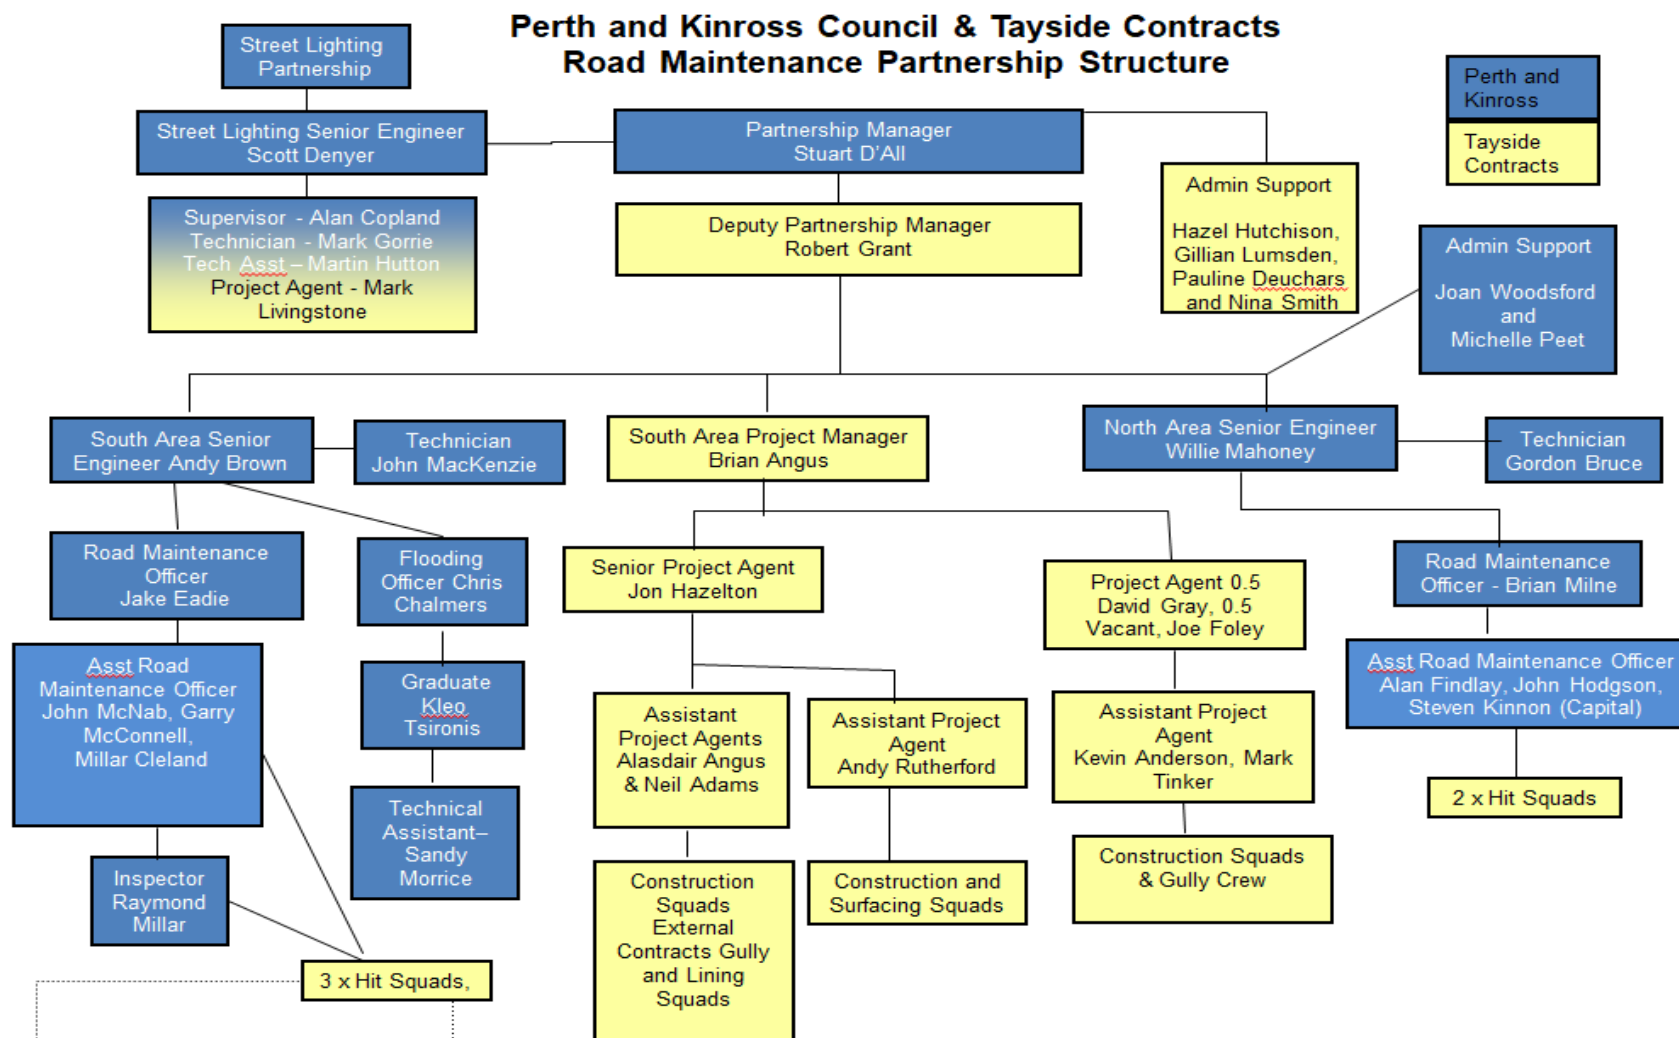 Perth and Kinross Council & Tayside Contracts
Road Maintenance Partnership Structure
Street Lighting
Partnership
Perth and
Kinross
Tayside
Contracts
Street Lighting Senior Engineer
Scott Denyer
Partnership Manager
Stuart D'All
Admin Support
Hazel Hutchison,
Gillian Lumsden,
Pauline Deuchars
and Nina Smith
Supervisor - Alan Copland
Technician - Mark Gorrie
Tech Asst – Martin Hutton
Project Agent - Mark
Livingstone
Deputy Partnership Manager
Robert Grant
Admin Support
Joan Woodsford
and
Michelle Peet
South Area Senior
Engineer Andy Brown
Technician
John MacKenzie
South Area Project Manager
Brian Angus
North Area Senior Engineer
Willie Mahoney
Technician
Gordon Bruce
Road Maintenance
Officer
Jake Eadie
Flooding
Officer Chris
Chalmers
Senior Project Agent
Jon Hazelton
Project Agent 0.5
David Gray, 0.5
Vacant, Joe Foley
Road Maintenance
Officer - Brian Milne
Asst Road
Maintenance Officer
John McNab, Garry
McConnell,
Millar Cleland
Graduate
Kleo
Tsironis
Assistant
Project Agents
Alasdair Angus
& Neil Adams
Assistant Project
Agent
Andy Rutherford
Assistant Project
Agent
Kevin Anderson, Mark
Tinker
Asst Road Maintenance Officer
Alan Findlay, John Hodgson,
Steven Kinnon (Capital)
Technical
Assistant–
Sandy
Morrice
2 x Hit Squads
Inspector
Raymond
Millar
Construction
Squads
External
Contracts Gully
and Lining
Squads
Construction and
Surfacing Squads
Construction Squads
& Gully Crew
3 x Hit Squads,